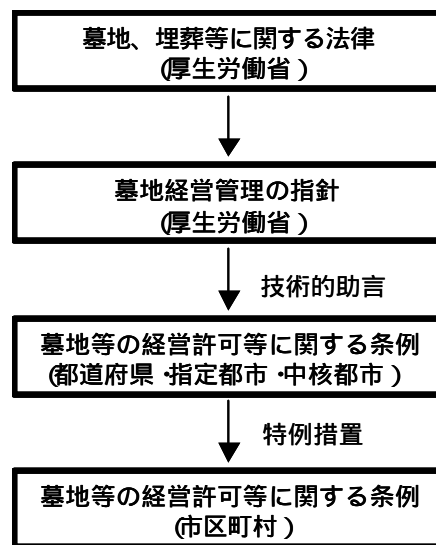 墓地、埋葬等に関する法律
(厚生労働省)
墓地経営管理の指針
(厚生労働省)
技術的助言
墓地等の経営許可等に関する条例
(都道府県・指定都市・中核都市)
特例措置
墓地等の経営許可等に関する条例
(市区町村)